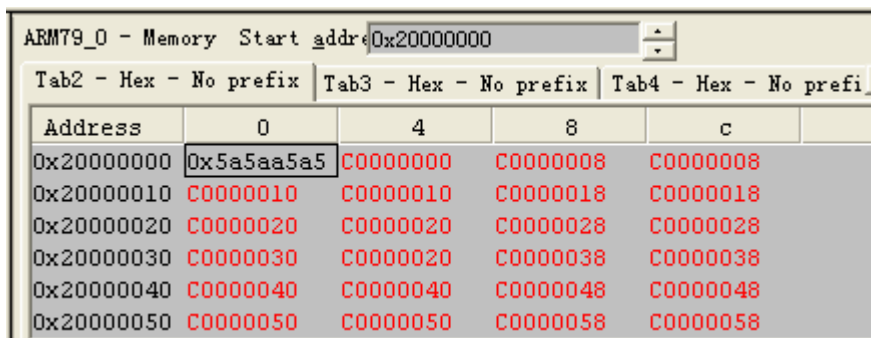 ARM79_0 - Memory Start addre 0x20000000
Tab2 - Hex - No prefix Tab3 - Hex - No prefix Tab4 - Hex - No prefi
Address 0 4 8 c
0x20000000 0x5a5aa5a5 C0000000 C0000008 C0000008
0x20000010 C0000010 C0000010 C0000018 C0000018
0x20000020 C0000020 C0000020 C0000028 C0000028
0x20000030 C0000030 C0000020 C0000038 C0000038
0x20000040 C0000040 C0000040 C0000048 C0000048
0x20000050 C0000050 C0000050 C0000058 C0000058